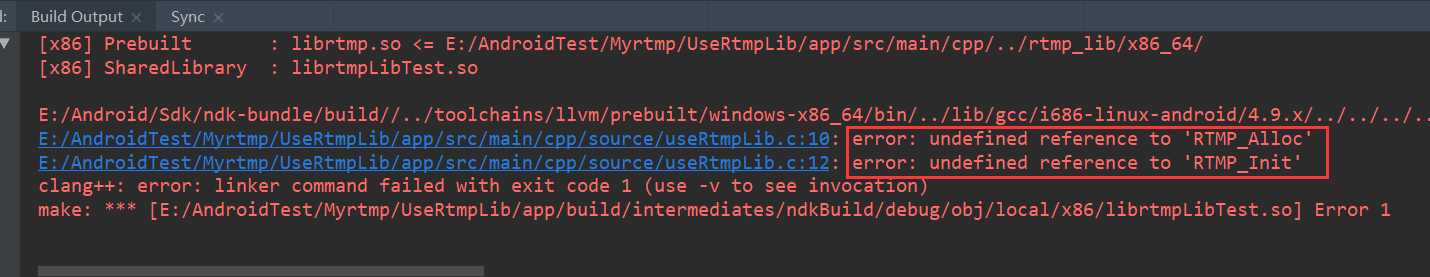 d: Build Output × Sync ×
[x86] Prebuilt : librtmp.so <= E:/AndroidTest/Myrtmp/UseRtmpLib/app/src/main/cpp/../rtmp_lib/x86_64/
[x86] SharedLibrary : librtmpLibTest.so
E:/Android/Sdk/ndk-bundle/build//../toolchains/llvm/prebuilt/windows-x86_64/bin/../lib/gcc/i686-linux-android/4.9.x/../../../..
E:/AndroidTest/Myrtmp/UseRtmpLib/app/src/main/cpp/source/useRtmpLib.c:10: error: undefined reference to 'RTMP_Alloc'
E:/AndroidTest/Myrtmp/UseRtmpLib/app/src/main/cpp/source/useRtmpLib.c:12: error: undefined reference to 'RTMP_Init'
clang++: error: linker command failed with exit code 1 (use -v to see invocation)
make: *** [E:/AndroidTest/Myrtmp/UseRtmpLib/app/build/intermediates/ndkBuild/debug/obj/local/x86/librtmpLibTest.so] Error 1